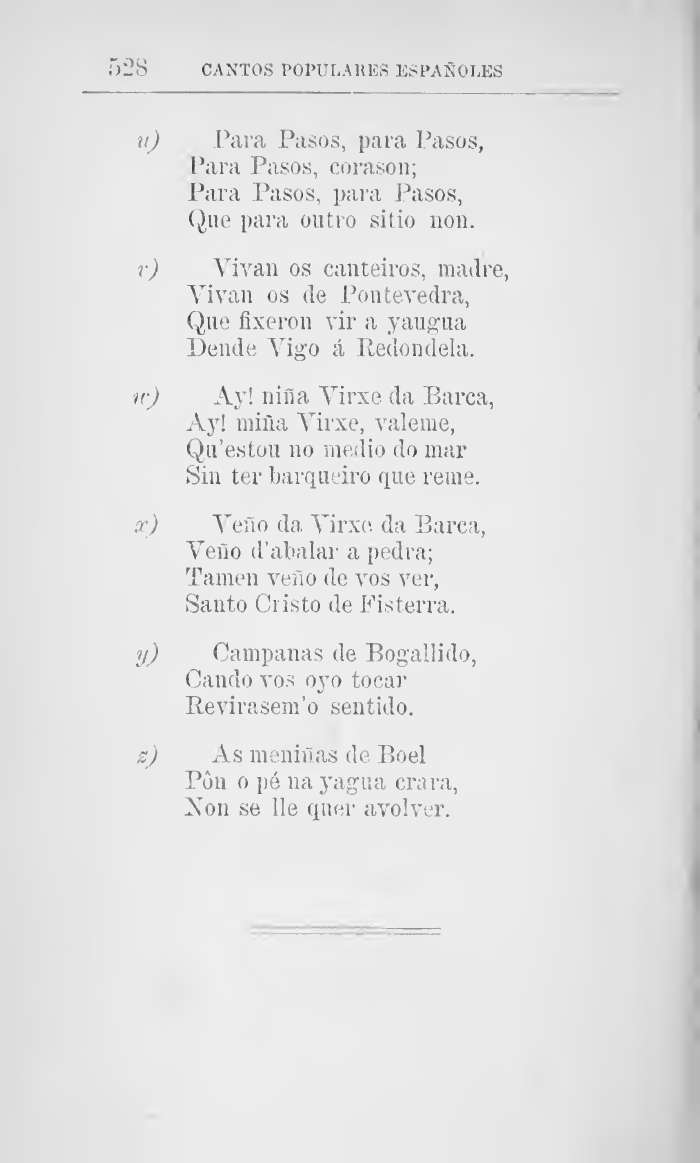 528 CANTOS POPULARES ESPAÑOLES
u) Para Pasos, para Pasos,
Para Pasos, corason;
Para Pasos, para Pasos,
Que para outro sitio non.
v) Vivan os canteiros, madre,
Vivan os de Pontevedra,
Que fixeron vir a yaugua
Dende Vigo á Redondela.
w) Ay! niña Virxe da Barca,
Ay! miña Virxe, valeme,
Qu'estou no medio do mar
Sin ter barqueiro que reme.
x) Veño da Virxe da Barca,
Veño d'abalar a pedra;
Tamen veño de vos ver,
Santo Cristo de Fisterra.
y) Campanas de Bogallido,
Cando vos oyo tocar
Revirasem'o sentido.
z) As meniñas de Boel
Pôn o pé na yagua crara,
Non se lle quer avolver.